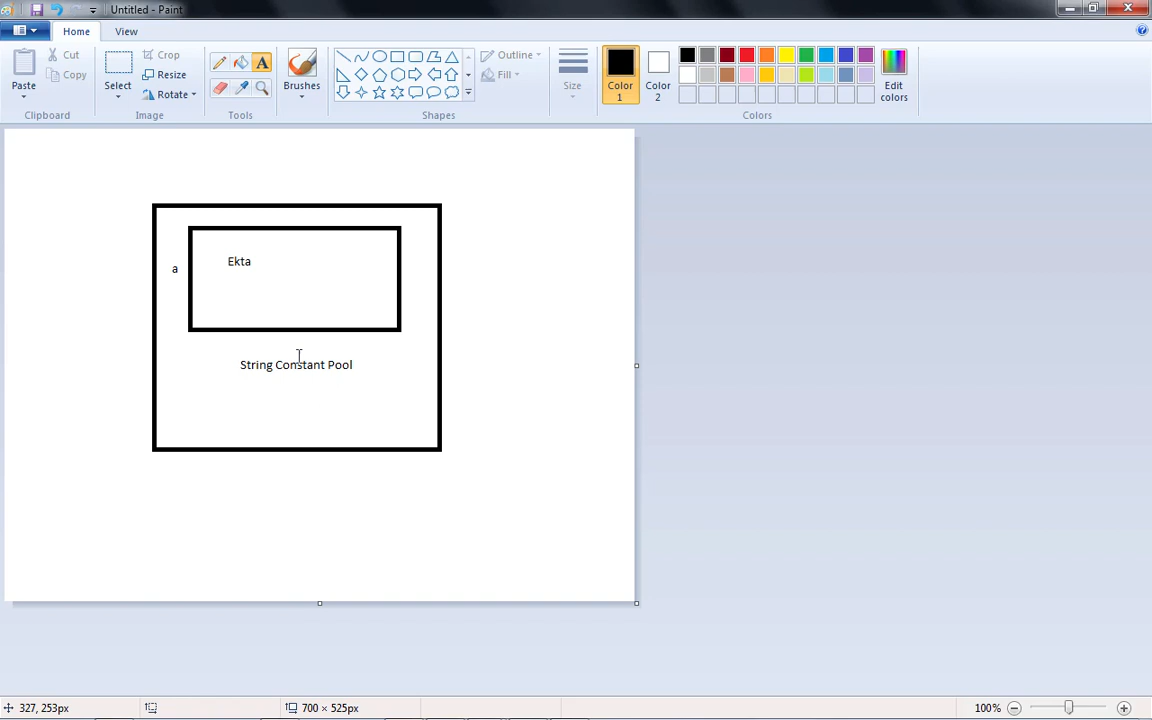 Untitled - Paint
Home
View
Paste
Cut
Copy
Clipboard
Select
Crop
Resize
Rotate
Image
A
Tools
Brushes
Outline
Fill
Shapes
Size
Color
1
Color
2
Edit
colors
Colors
Ekta
a
String Constant Pool
327, 253px
700 × 525px
100%